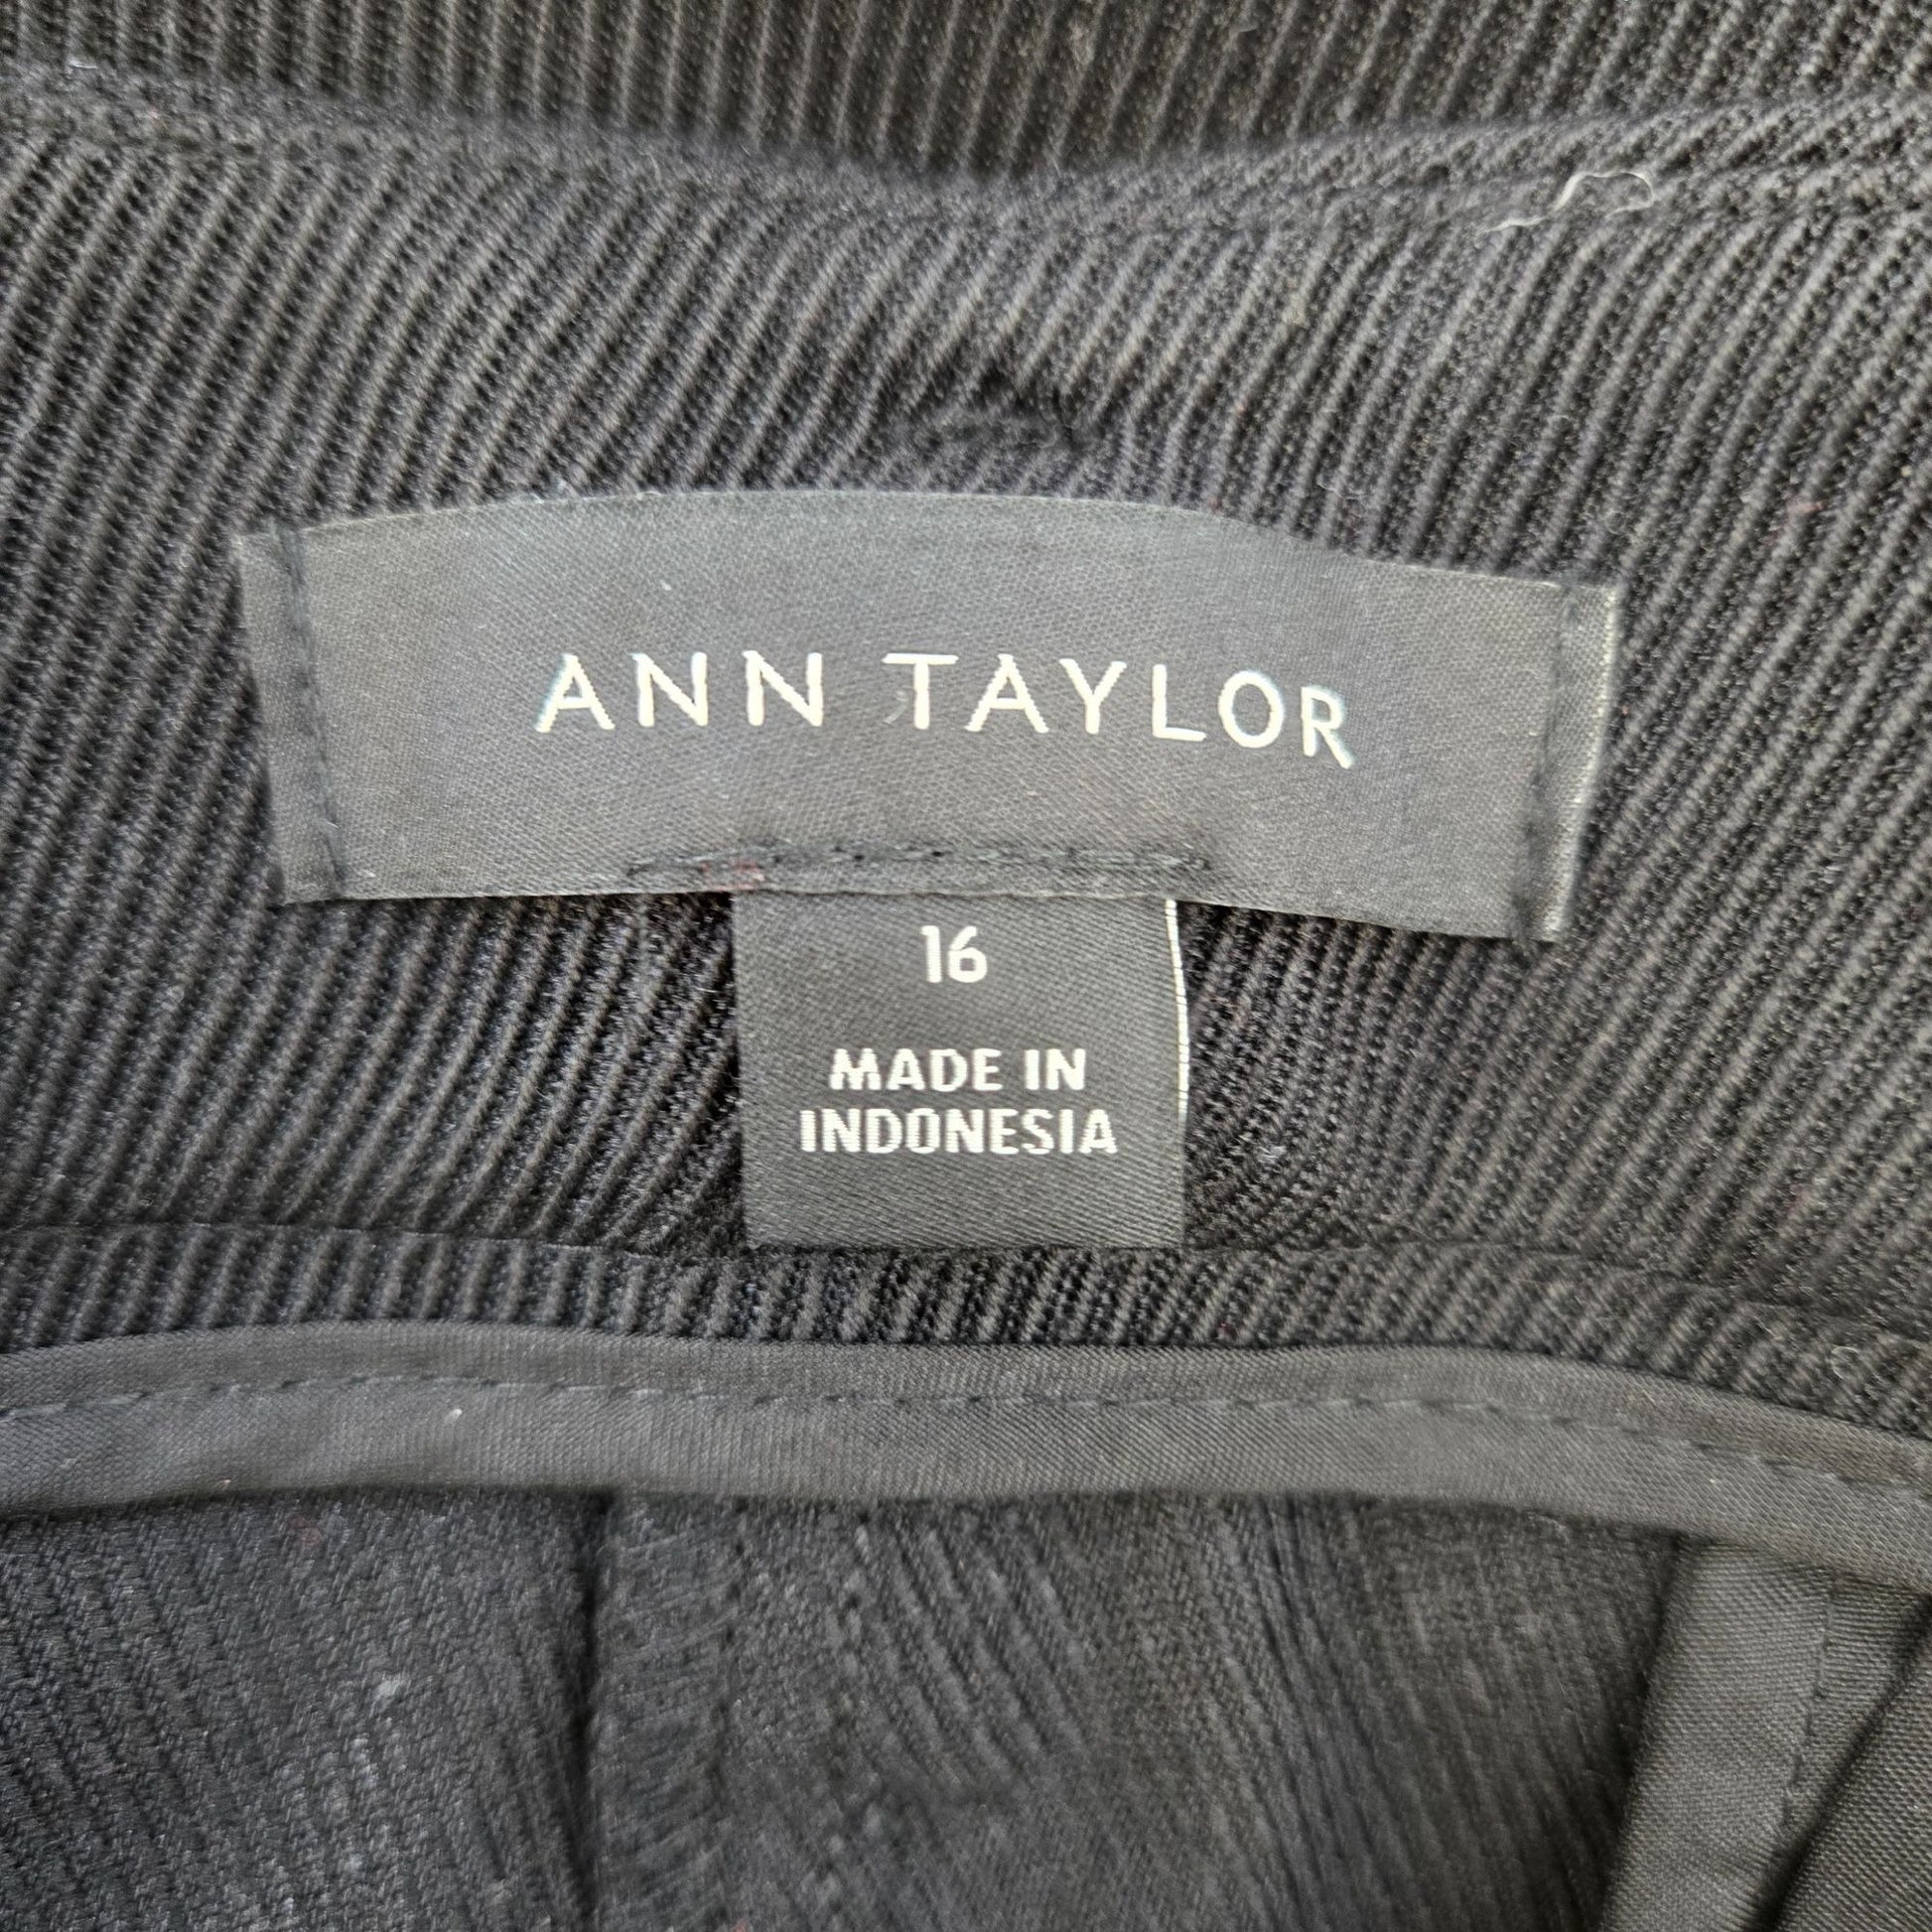 ANN TAYLOR
16
MADE IN
INDONESIA